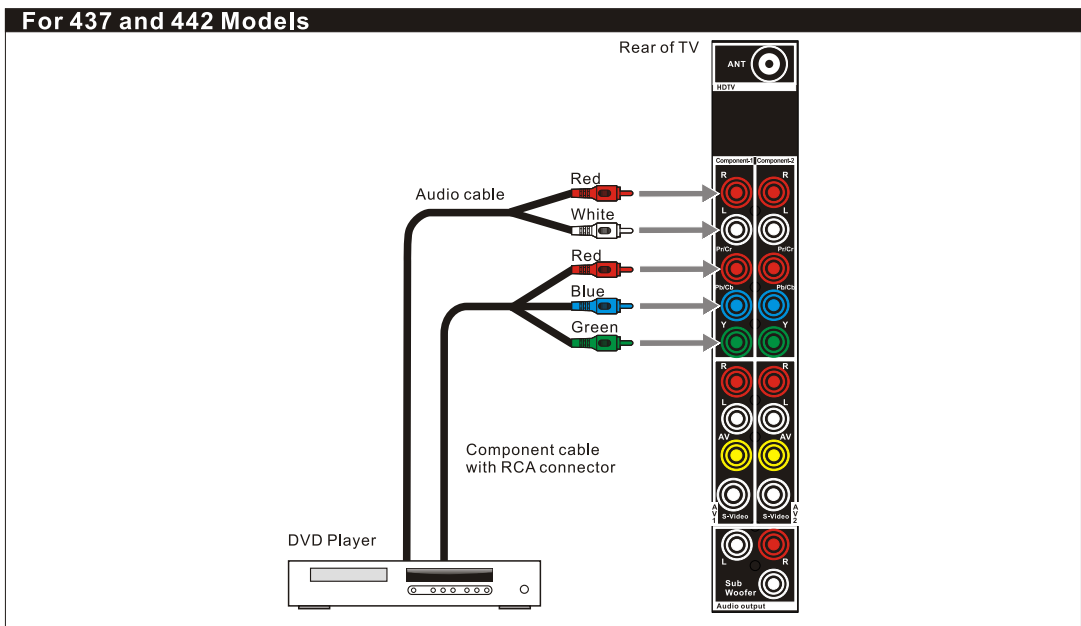 For 437 and 442 Models
Rear of TV
ANT
HDTV
Component-1 Component-2
Red
R R
Audio cable
White
L L
Red
Pr/Cr Pr/Cr
Blue
Pb/Cb Pb/Cb
Green
Y Y
R R
L L
AV AV
Component cable
with RCA connector
S-Video S-Video
AV1 AV2
DVD Player
L R
Sub
Woofer
Audio output